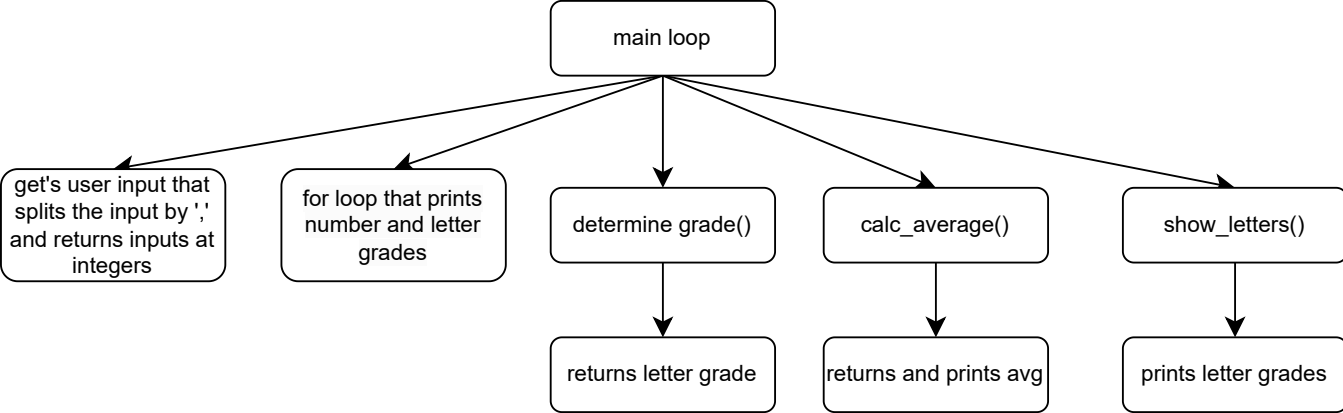 main loop
get's user input that
splits the input by ','
and returns inputs at
integers
for loop that prints
number and letter
grades
determine grade()
calc_average()
show_letters()
returns letter grade
returns and prints avg
prints letter grades